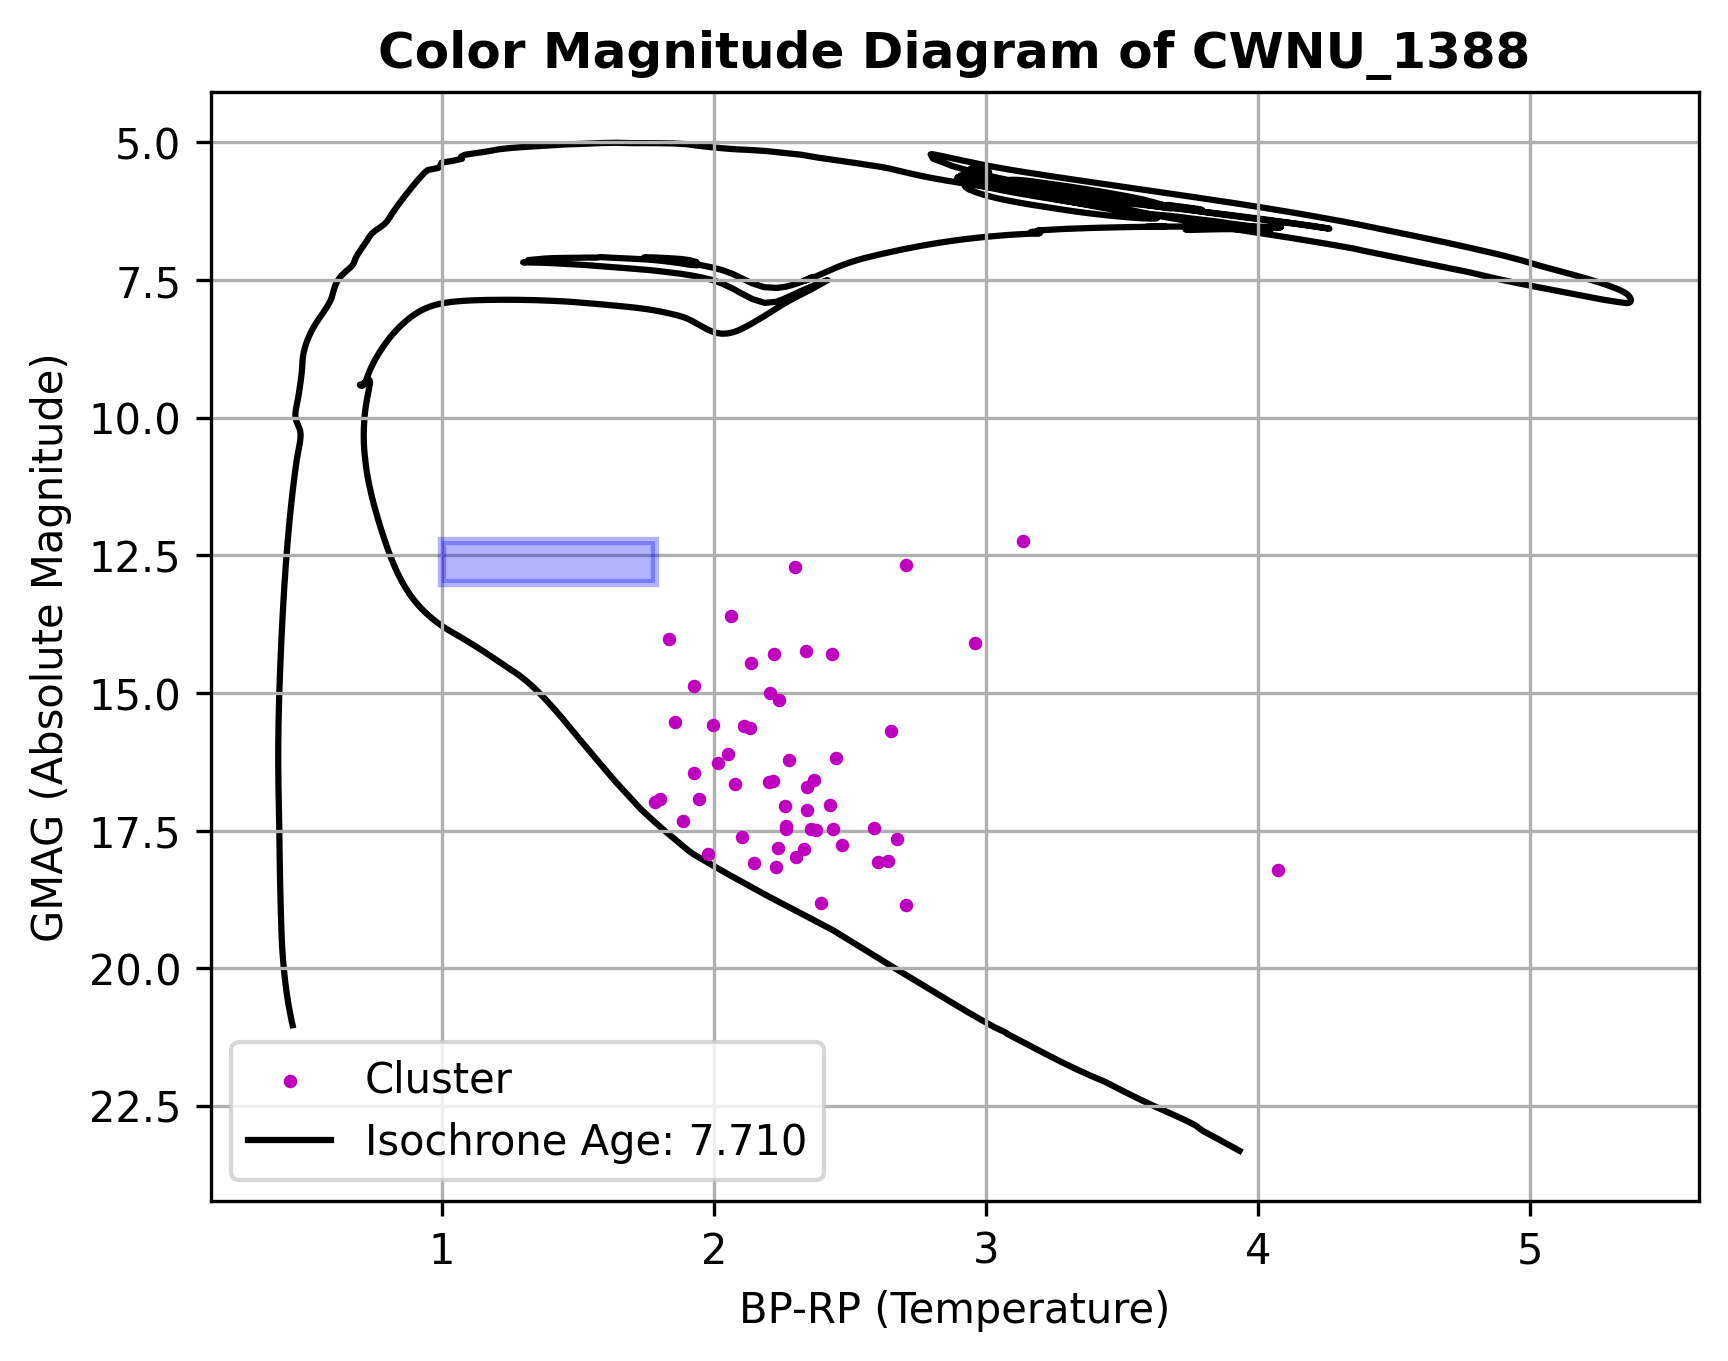 Color Magnitude Diagram of CWNU_1388
GMAG (Absolute Magnitude)
5.0
7.5
10.0
12.5
15.0
17.5
20.0
22.5
Cluster
Isochrone Age: 7.710
1 2 3 4 5
BP-RP (Temperature)